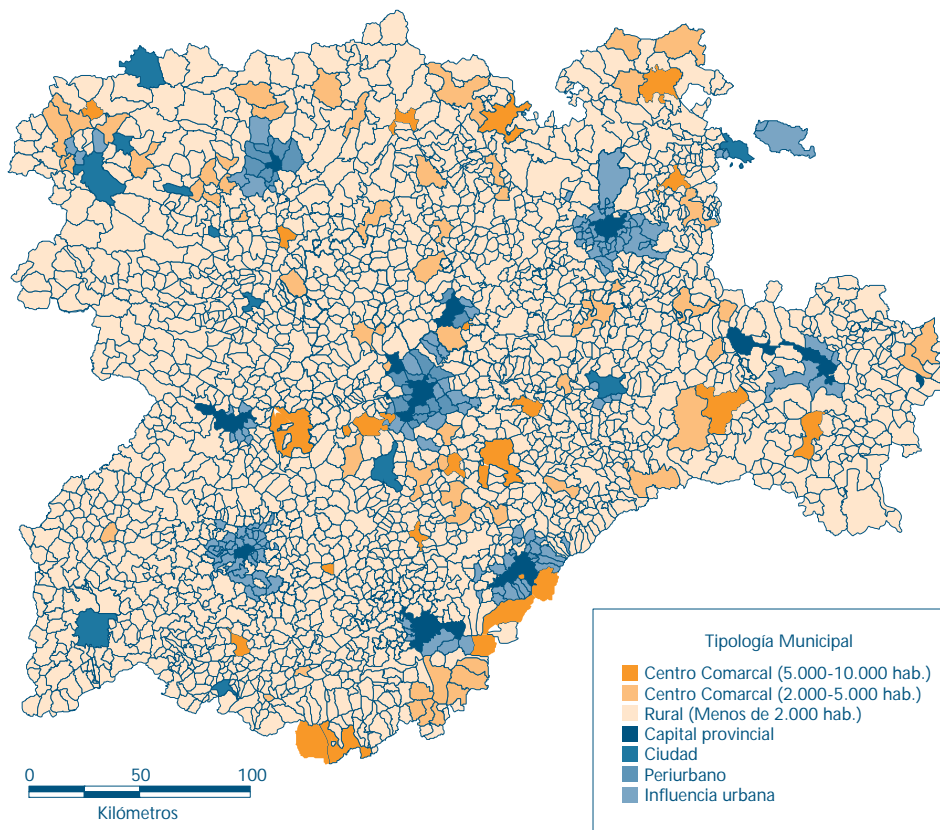 Tipología Municipal
Centro Comarcal (5.000-10.000 hab.)
Centro Comarcal (2.000-5.000 hab.)
Rural (Menos de 2.000 hab.)
Capital provincial
Ciudad
Periurbano
Influencia urbana
0 50 100
Kilómetros